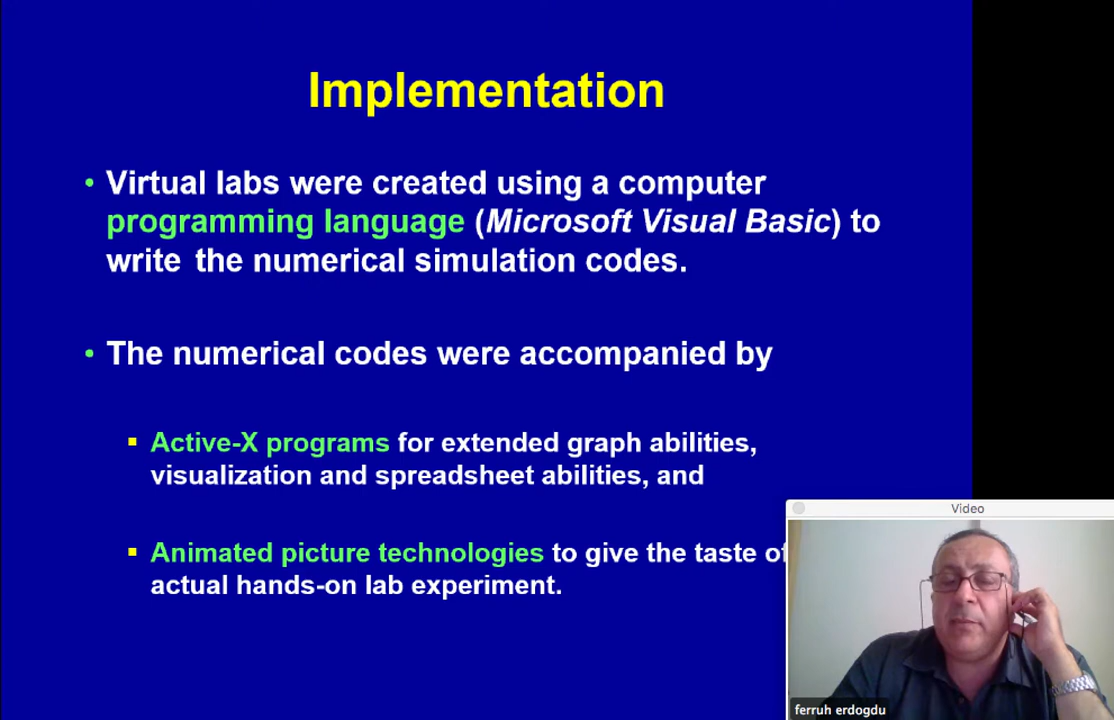 Implementation
• Virtual labs were created using a computer
programming language (Microsoft Visual Basic) to
write the numerical simulation codes.
• The numerical codes were accompanied by
▪ Active-X programs for extended graph abilities,
visualization and spreadsheet abilities, and
▪ Animated picture technologies to give the taste of
actual hands-on lab experiment.
Video
ferruh erdogdu